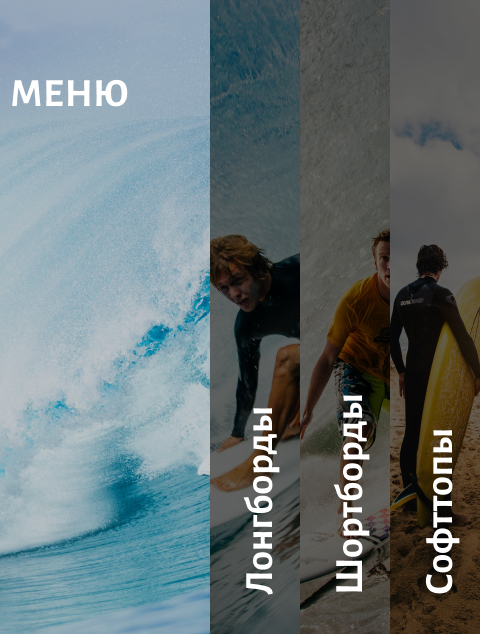 МЕНЮ
Лонгборды
Шортборды
Софттопы